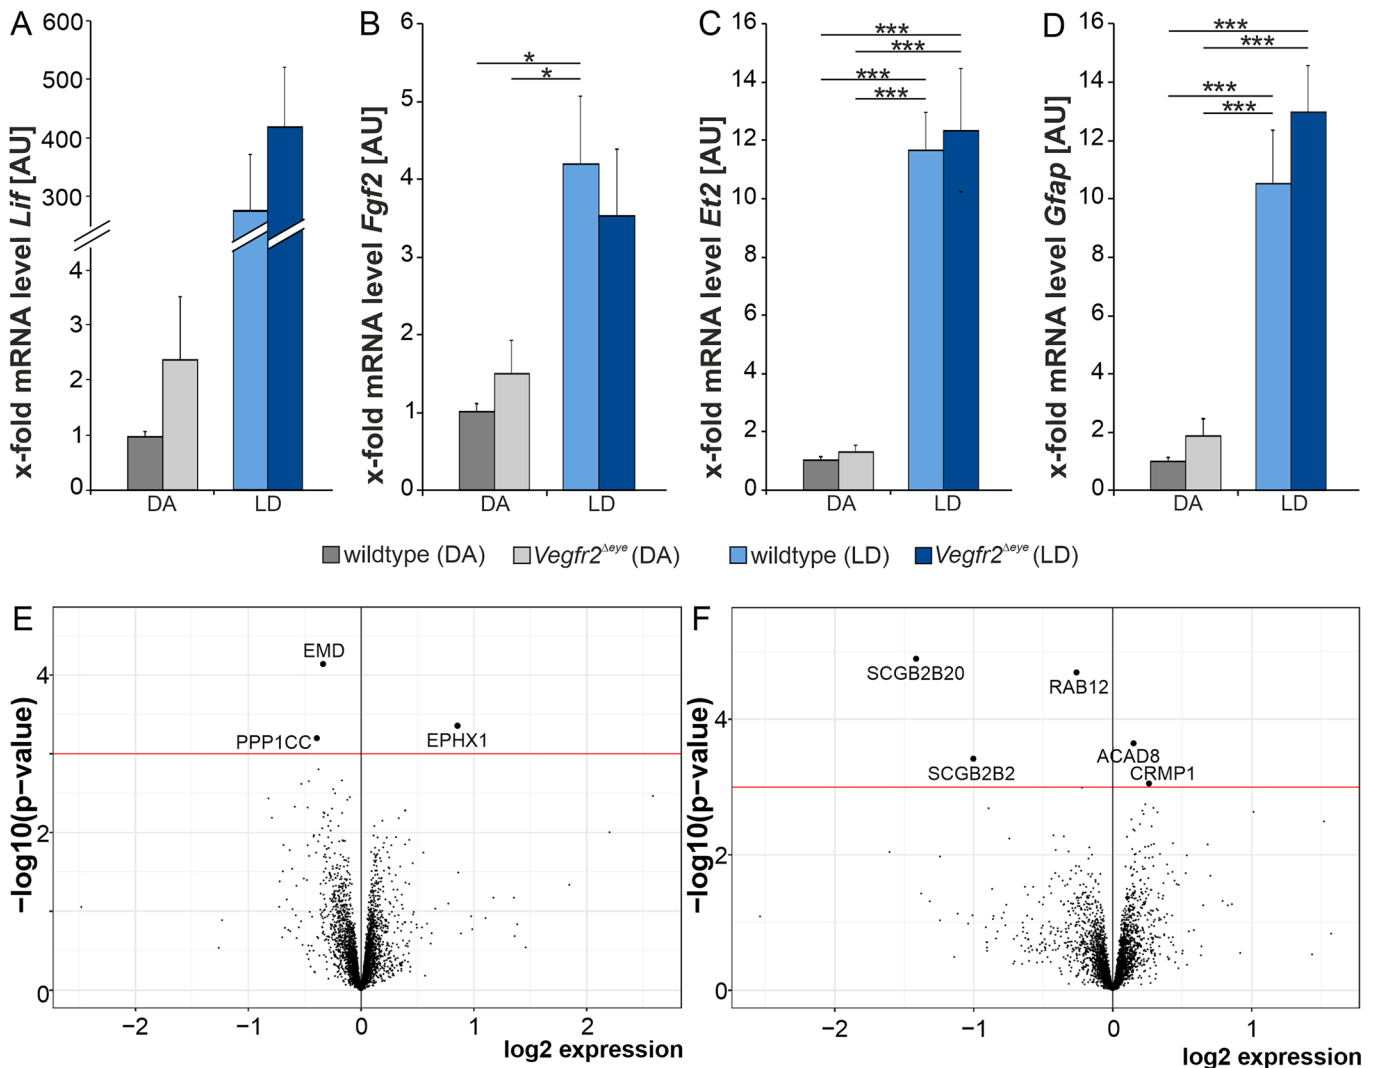 A
x-fold mRNA level Lif [AU]
600
500
400
300
4
3
2
1
0
DA
LD
B
x-fold mRNA level Fgf2 [AU]
6
5
4
3
2
1
0
*
*
DA
LD
C
x-fold mRNA level Et2 [AU]
16
14
12
10
8
6
4
2
0
***
***
***
***
DA
LD
D
x-fold mRNA level Gfap [AU]
16
14
12
10
8
6
4
2
0
***
***
***
***
DA
LD
wildtype (DA) Vegfr2Δeye (DA) wildtype (LD) Vegfr2Δeye (LD)
E
−log10(p−value)
4
2
0
EMD
PPP1CC
EPHX1
−2 −1 0 1 2
log2 expression
F
−log10(p−value)
4
2
0
SCGB2B20
RAB12
ACAD8
SCGB2B2
CRMP1
−2 −1 0 1
log2 expression